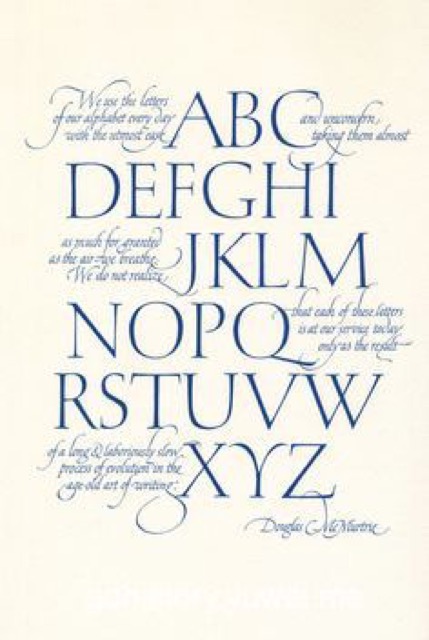 We use the letters
of our alphabet every day
with the utmost ease
ABC
and unconcern,
taking them almost
DEFGHI
as much for granted
as the air we breathe.
We do not realize
JKLM
NOPQ
that each of these letters
is at our service today
only as the result
RSTUVW
of a long & laboriously slow
process of evolution in the
age-old art of writing.
XYZ
Douglas C. McMurtrie